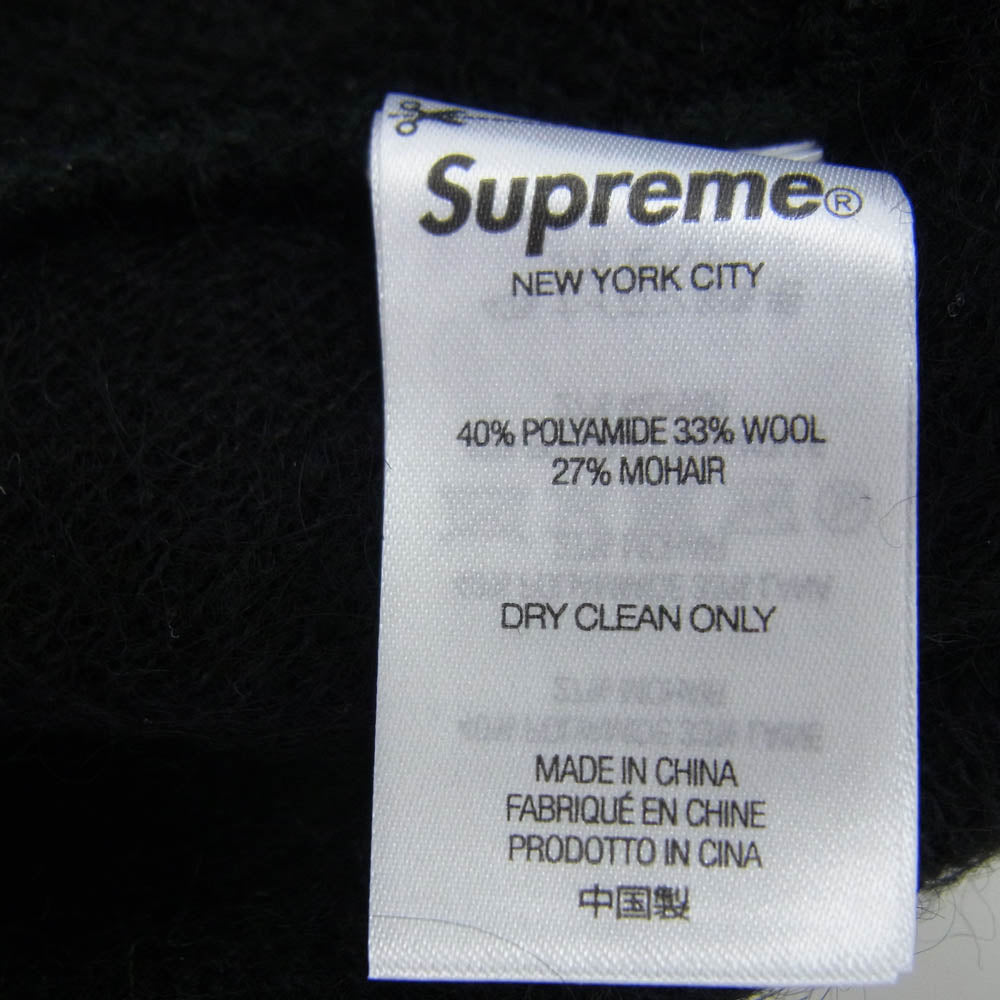 Supreme®
NEW YORK CITY
40% POLYAMIDE 33% WOOL
27% MOHAIR
DRY CLEAN ONLY
MADE IN CHINA
FABRIQUÉ EN CHINE
PRODOTTO IN CINA
中国製